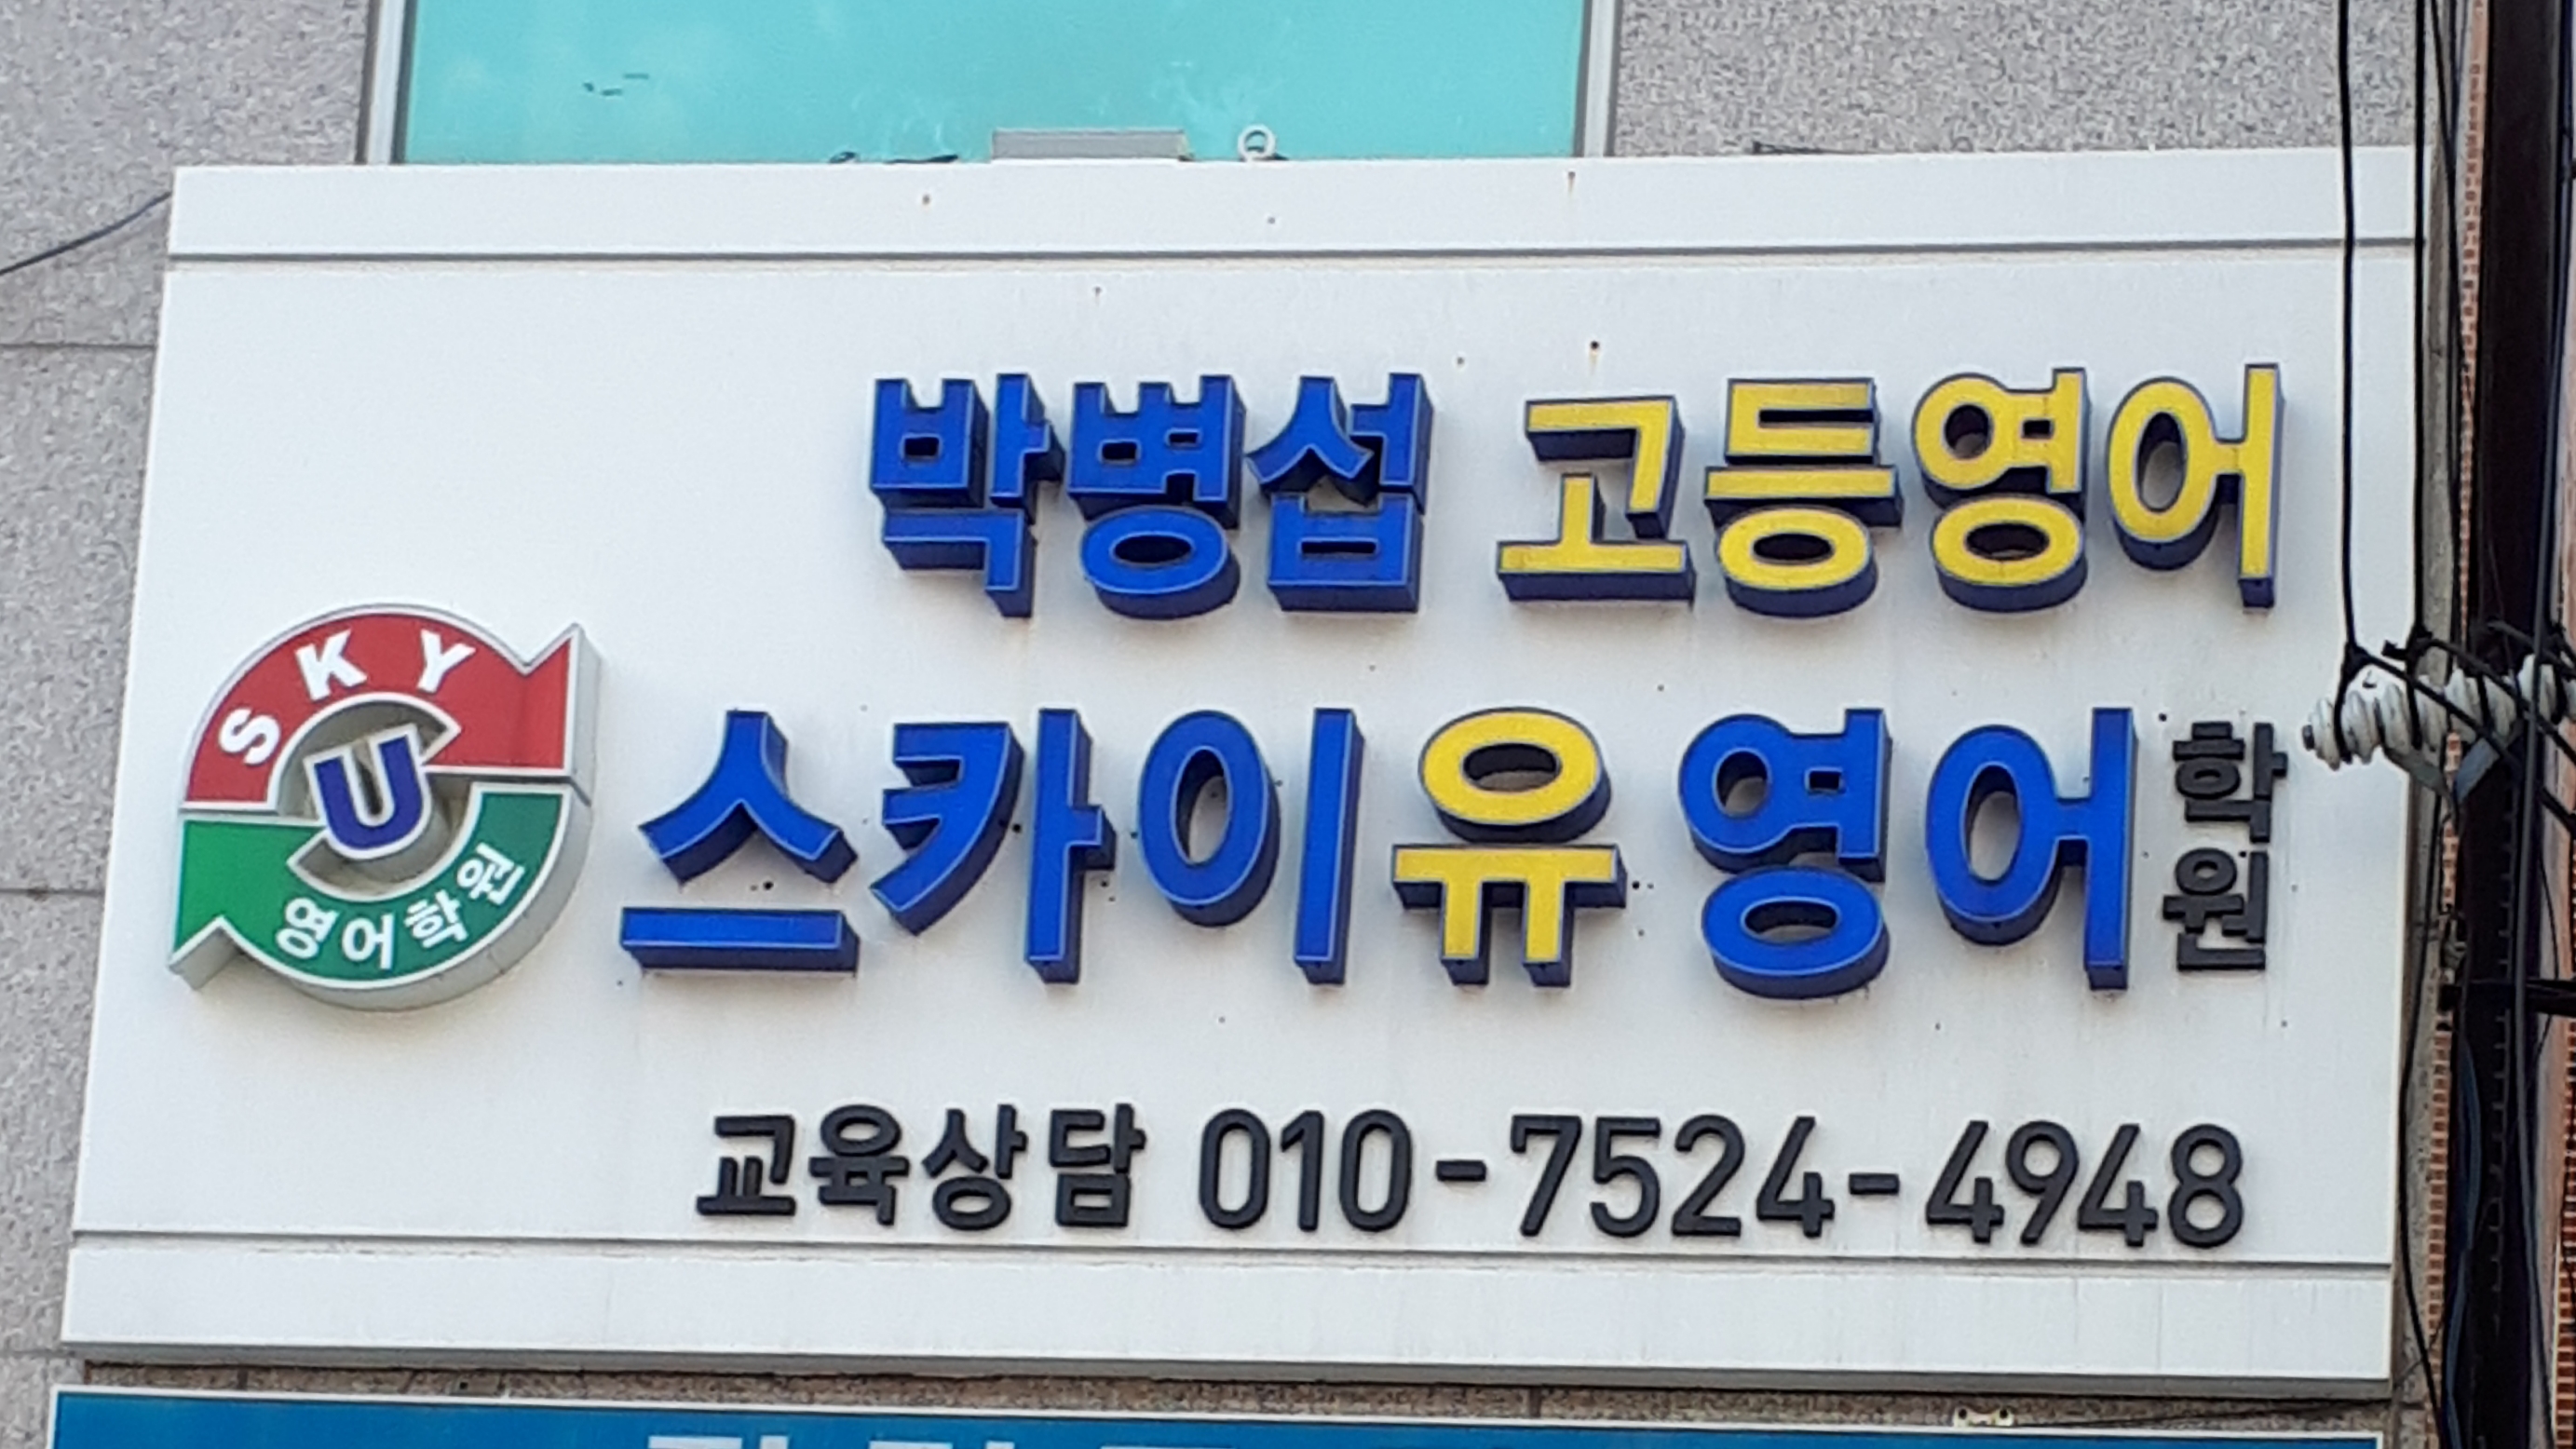 박병섭 고등영어
SKY
U
영어학원
스카이유영어 학원
교육상담 010-7524-4948